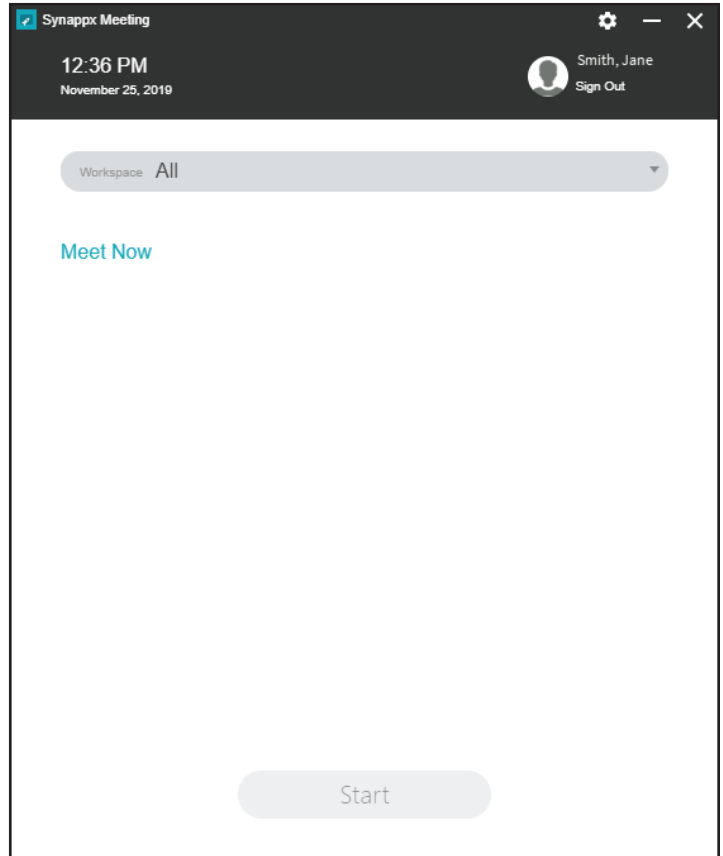 Synappx Meeting
12:36 PM
November 25, 2019
Smith, Jane
Sign Out
Workspace All
Meet Now
Start